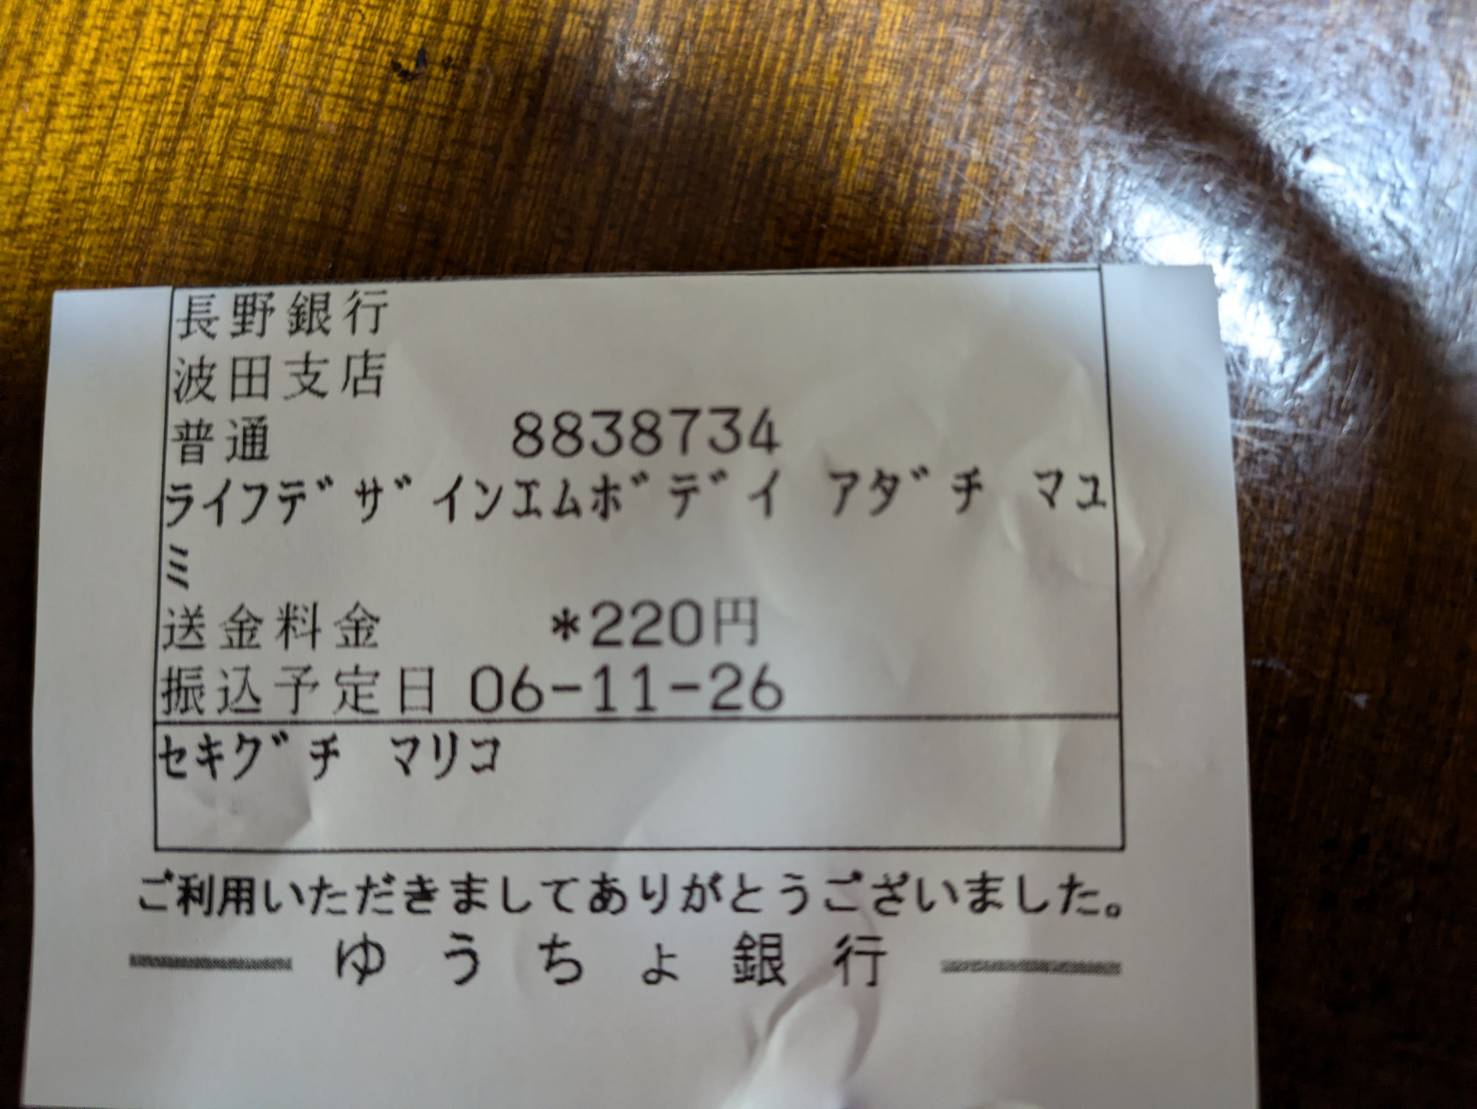 長野銀行
波田支店
普通 8838734
ライフデザインエムボデイ アダチ マユ
ミ
送金料金 *220円
振込予定日 06-11-26
セキグチ マリコ
ご利用いただきましてありがとうございました。
ゆうちょ銀行